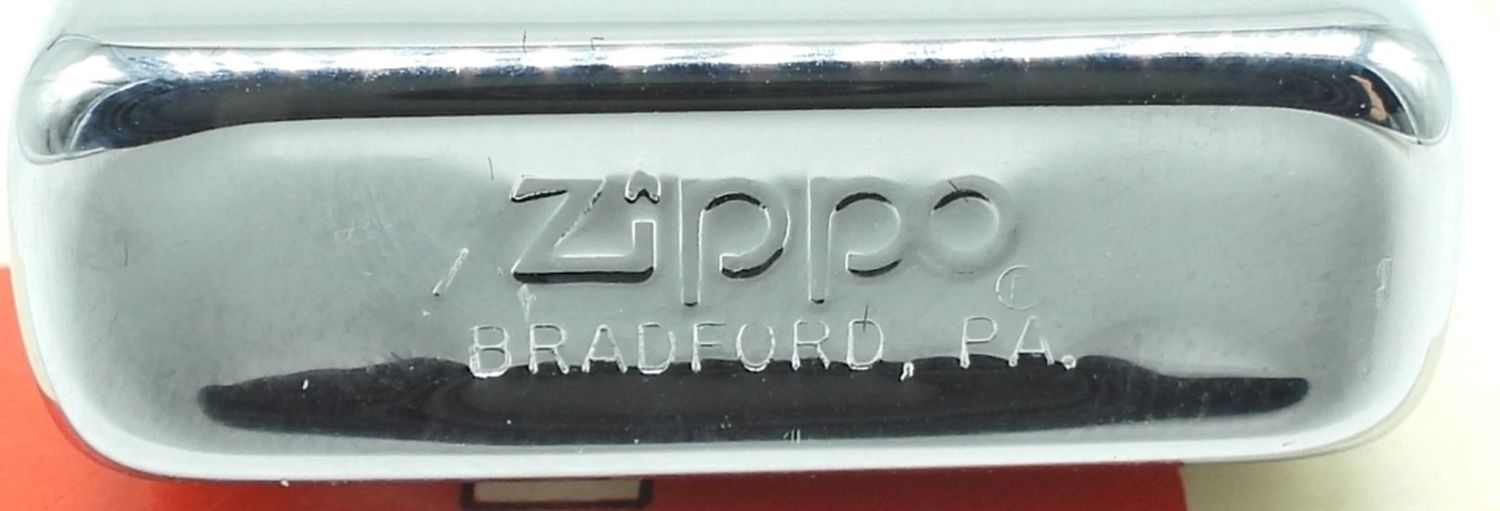 / Zippo ®
BRADFORD, PA.